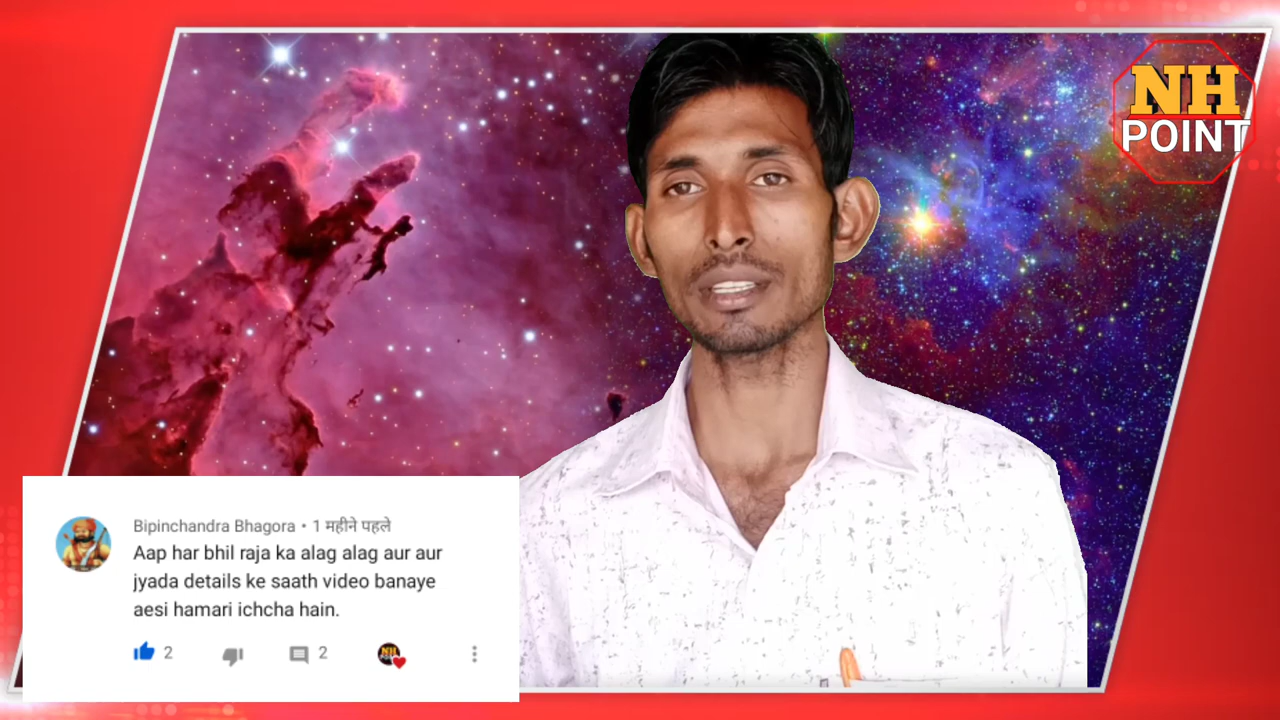 NH
POINT
Bipinchandra Bhagora • 1 महीने पहले
Aap har bhil raja ka alag alag aur aur
jyada details ke saath video banaye
aesi hamari ichcha hain.
2
2
NH